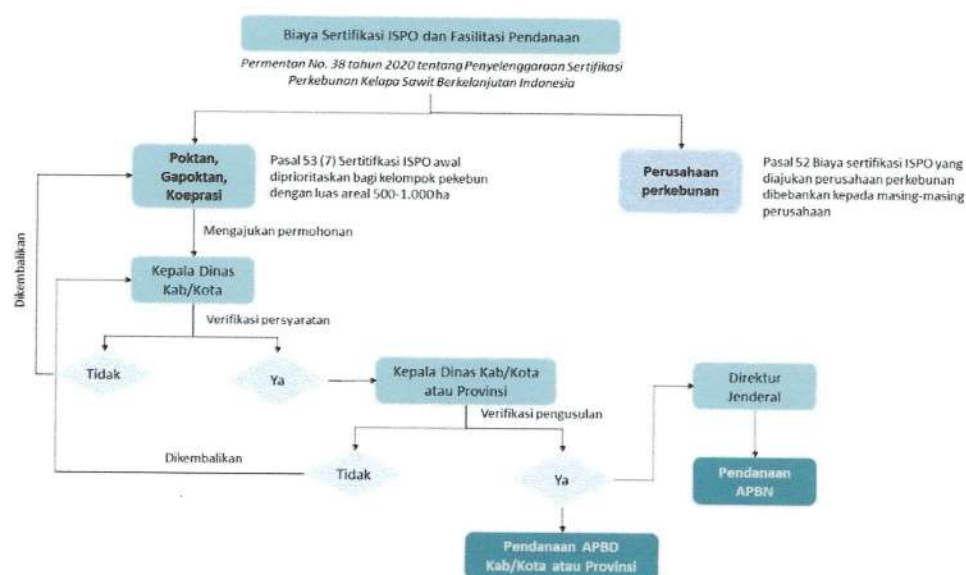 Biaya Sertifikasi ISPO dan Fasilitasi Pendanaan
Permentan No. 38 tahun 2020 tentang Penyelenggaraan Sertifikasi
Perkebunan Kelapa Sawit Berkelanjutan Indonesia
Poktan,
Gapoktan,
Koeprasi
Pasal 53 (7) Sertitifkasi ISPO awal
diprioritaskan bagi kelompok pekebun
dengan luas areal 500-1.000 ha
Perusahaan
perkebunan
Pasal 52 Biaya sertifikasi ISPO yang
diajukan perusahaan perkebunan
dibebankan kepada masing-masing
perusahaan
Mengajukan permohonan
Dikembalikan
Kepala Dinas
Kab/Kota
Verifikasi persyaratan
Tidak
Ya
Kepala Dinas Kab/Kota
atau Provinsi
Direktur
Jenderal
Verifikasi pengusulan
Dikembalikan
Tidak
Ya
Pendanaan
APBN
Pendanaan APBD
Kab/Kota atau Provinsi